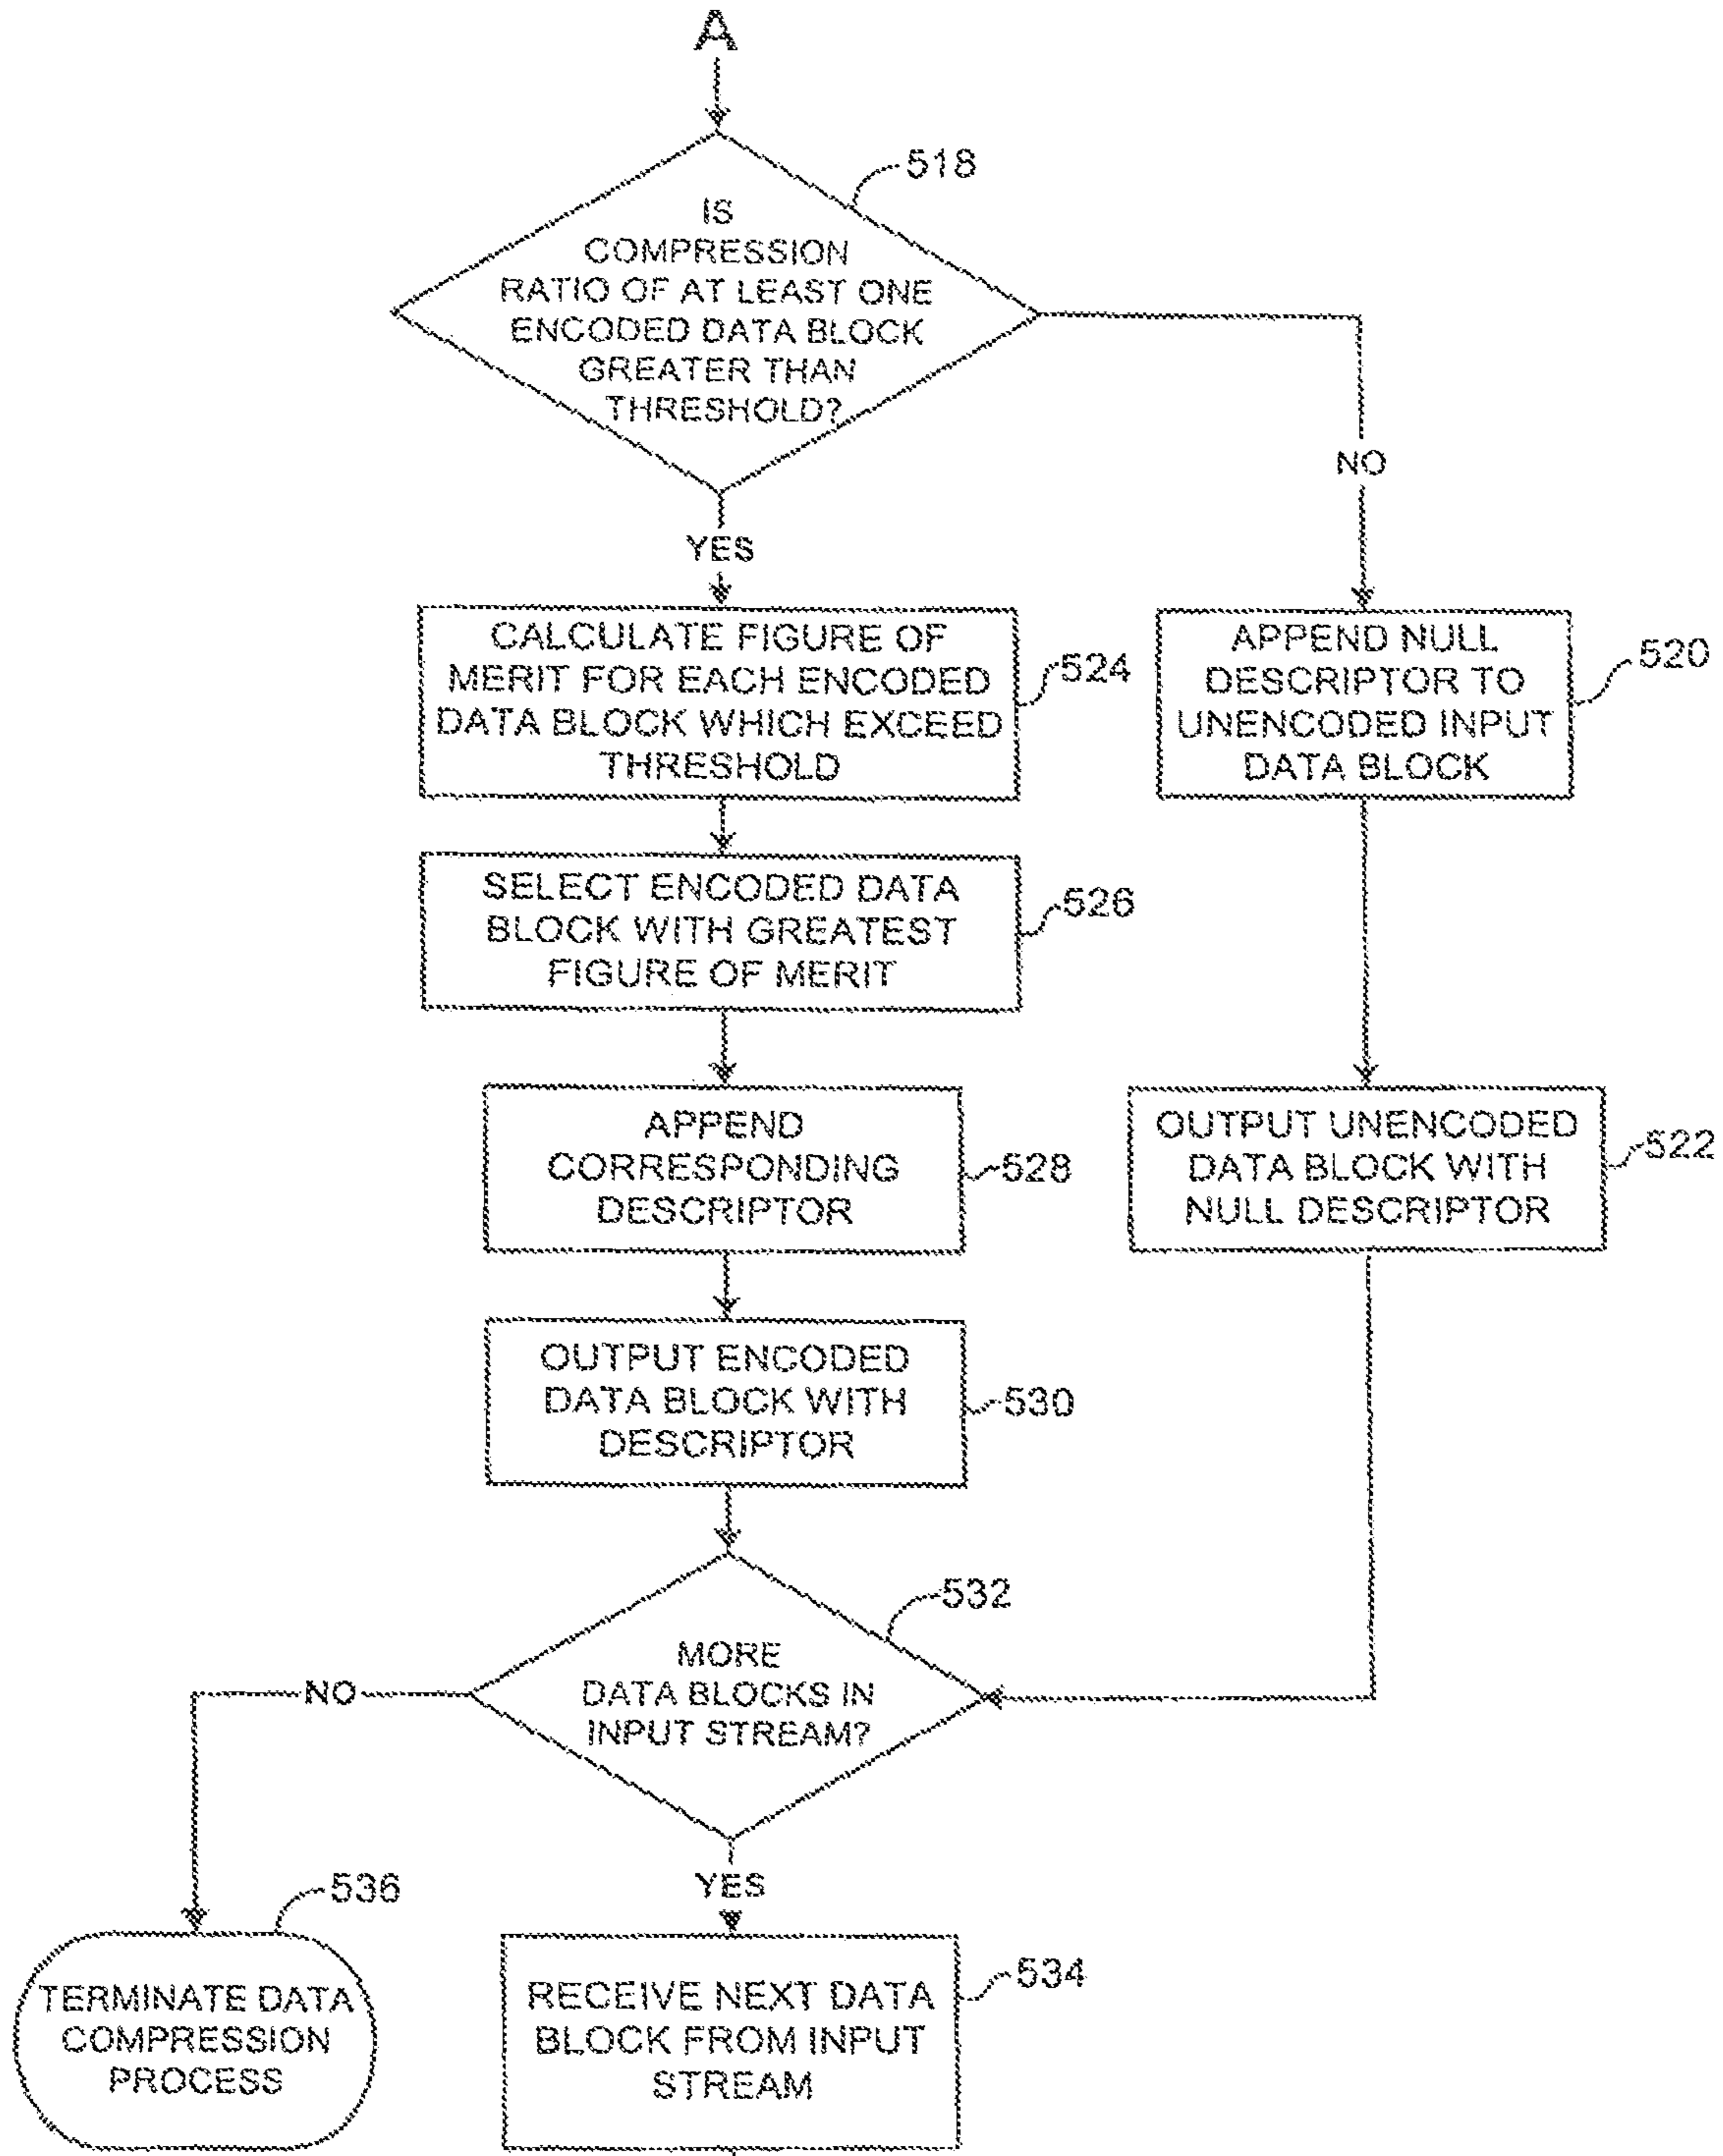 A
518
IS
COMPRESSION
RATIO OF AT LEAST ONE
ENCODED DATA BLOCK
GREATER THAN
THRESHOLD?
NO
YES
CALCULATE FIGURE OF
MERIT FOR EACH ENCODED
DATA BLOCK WHICH EXCEED
THRESHOLD
524
APPEND NULL
DESCRIPTOR TO
UNENCODED INPUT
DATA BLOCK
520
SELECT ENCODED DATA
BLOCK WITH GREATEST
FIGURE OF MERIT
526
APPEND
CORRESPONDING
DESCRIPTOR
528
OUTPUT UNENCODED
DATA BLOCK WITH
NULL DESCRIPTOR
522
OUTPUT ENCODED
DATA BLOCK WITH
DESCRIPTOR
530
532
MORE
DATA BLOCKS IN
INPUT STREAM?
NO
YES
536
TERMINATE DATA
COMPRESSION
PROCESS
RECEIVE NEXT DATA
BLOCK FROM INPUT
STREAM
534